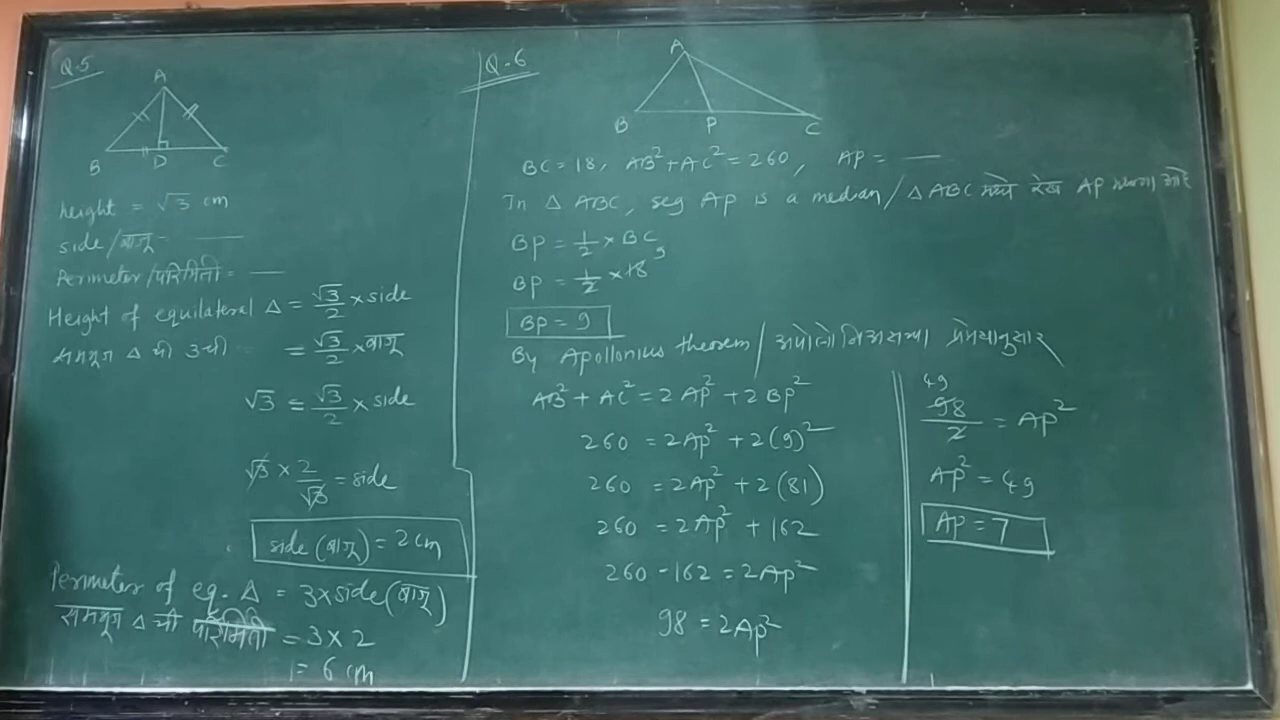 Q.5
A
B D C
height = √3 cm
side/बाजू =
Perimeter/परिमिती =
Height of equilateral Δ = √3/2 × side
समभूज Δ ची उंची = √3/2 × बाजू
√3 = √3/2 × side
√3 × 2/√3 = side
side (बाजू) = 2 cm
Perimeter of eq. Δ = 3×side (बाजू)
समभूज Δ ची परिमिती = 3 × 2
= 6 cm
Q.6
A
B P C
BC = 18, AB² + AC² = 260, AP =
In Δ ABC, seg AP is a median / Δ ABC मध्ये रेख AP मध्यगा आहे
BP = 1/2 × BC
BP = 1/2 × 18 9
BP = 9
By Apollonius theorem / प्रमेयानुसार
AB² + AC² = 2AP² + 2BP²
260 = 2AP² + 2(9)²
260 = 2AP² + 2(81)
260 = 2AP² + 162
260 - 162 = 2AP²
98 = 2AP²
49
98/2 = AP²
AP² = 49
AP = 7